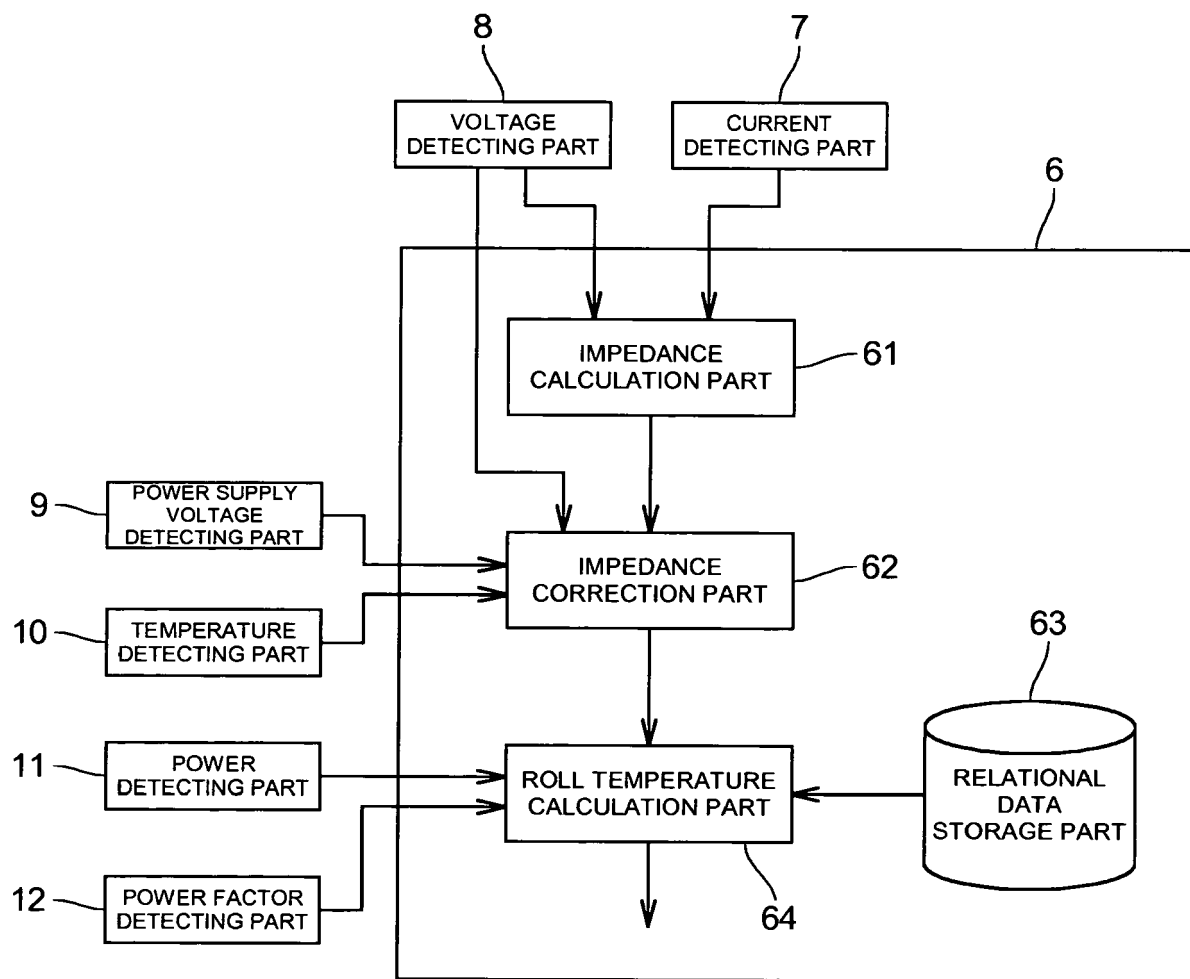 8
7
VOLTAGE
DETECTING PART
CURRENT
DETECTING PART
6
IMPEDANCE
CALCULATION PART
61
9
POWER SUPPLY
VOLTAGE
DETECTING PART
IMPEDANCE
CORRECTION PART
62
10
TEMPERATURE
DETECTING PART
63
11
POWER
DETECTING PART
ROLL TEMPERATURE
CALCULATION PART
RELATIONAL
DATA
STORAGE PART
12
POWER FACTOR
DETECTING PART
64